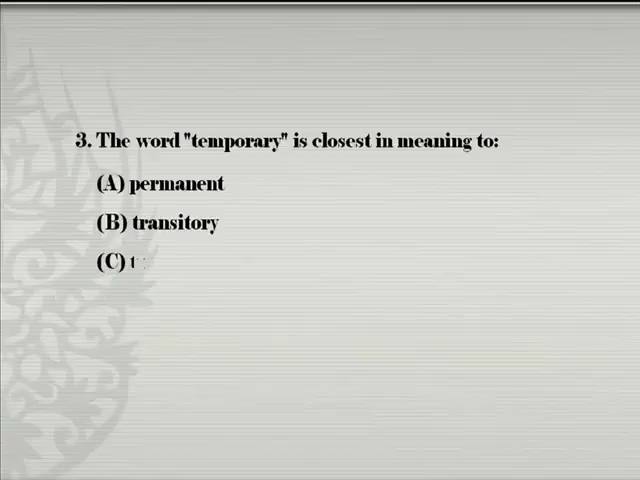 3. The word "temporary" is closest in meaning to:
(A) permanent
(B) transitory
(C) t